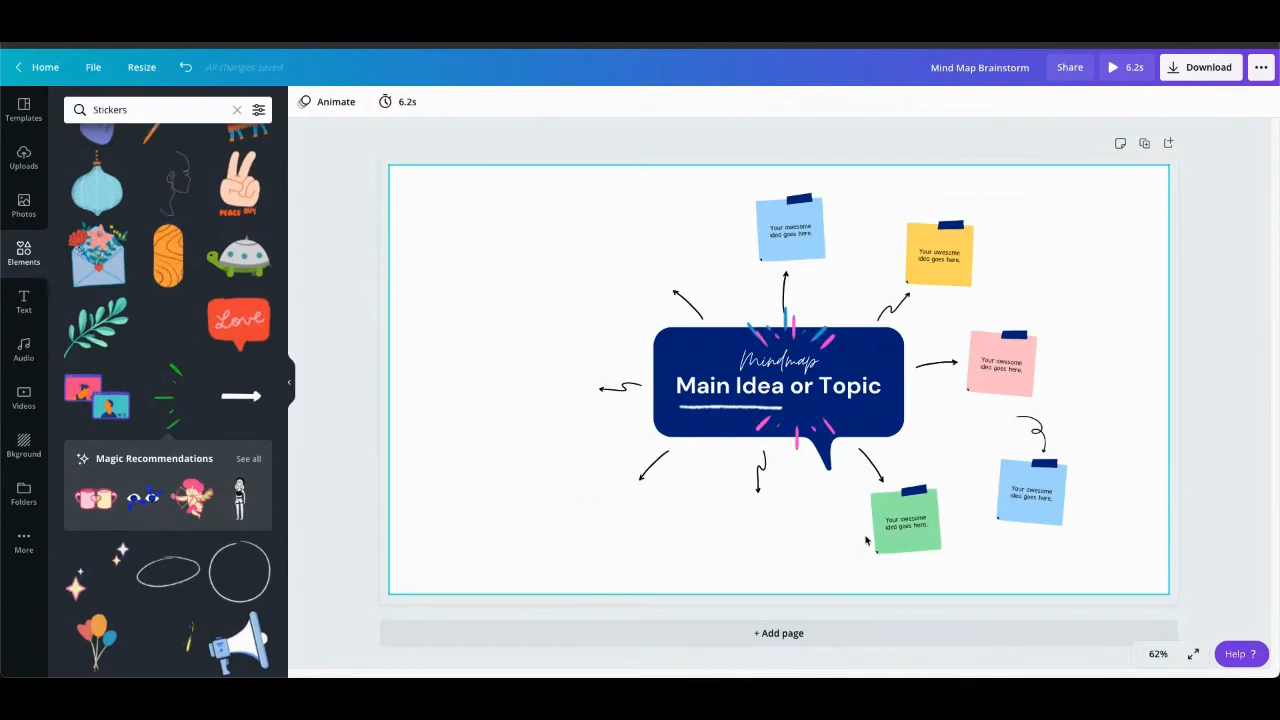 Home
File
Resize
All changes saved
Mind Map Brainstorm
Share
6.2s
Download
Templates
Uploads
Photos
Elements
Text
Audio
Videos
Bkground
Folders
More
Stickers
PEACE OUT
Love
Magic Recommendations
See all
Animate
6.2s
Your awesome
idea goes here.
Your awesome
idea goes here.
Mindmap
Main Idea or Topic
Your awesome
idea goes here.
Your awesome
idea goes here.
Your awesome
idea goes here.
+ Add page
62%
Help ?